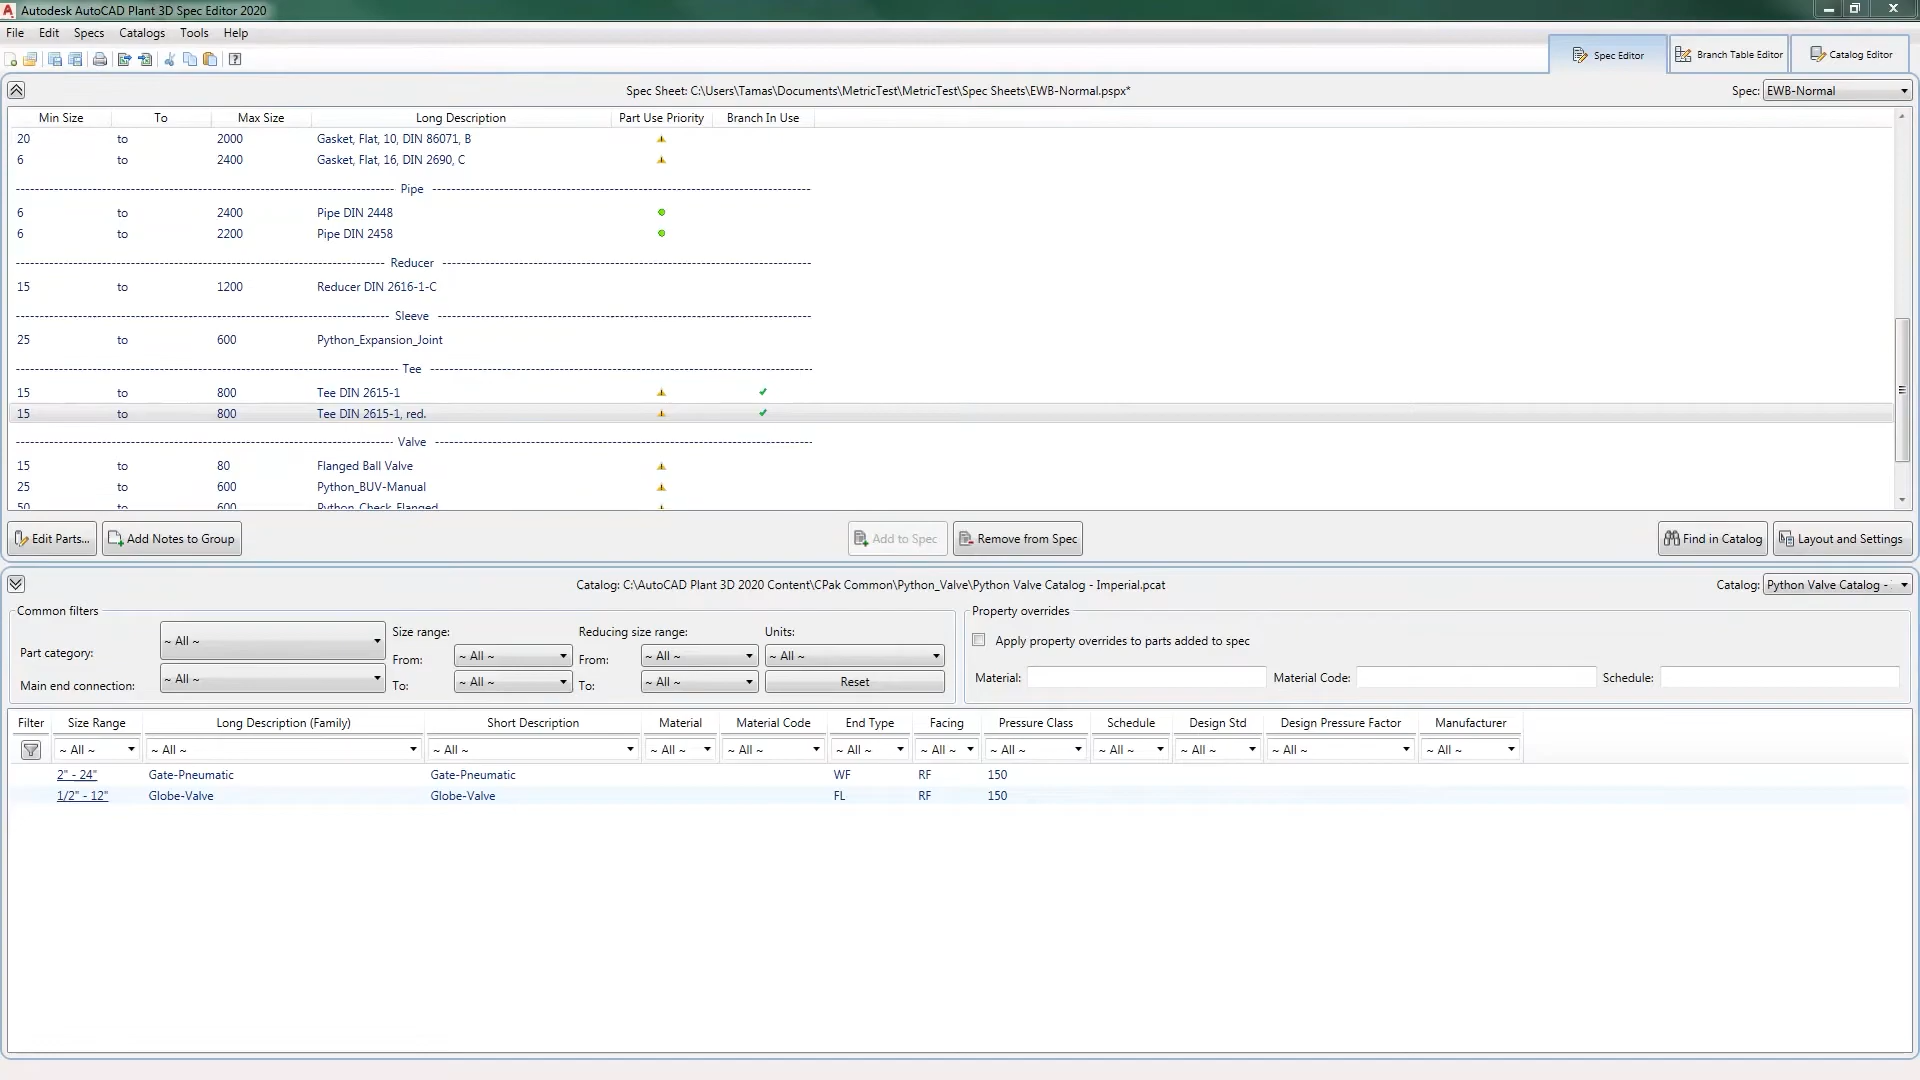 Autodesk AutoCAD Plant 3D Spec Editor 2020
File Edit Specs Catalogs Tools Help
Spec Editor Branch Table Editor Catalog Editor
Spec Sheet: C:\Users\Tamas\Documents\MetricTest\MetricTest\Spec Sheets\EWB-Normal.pspx* Spec: EWB-Normal
Min Size To Max Size Long Description Part Use Priority Branch In Use
20 to 2000 Gasket, Flat, 10, DIN 86071, B
6 to 2400 Gasket, Flat, 16, DIN 2690, C
Pipe
6 to 2400 Pipe DIN 2448
6 to 2200 Pipe DIN 2458
Reducer
15 to 1200 Reducer DIN 2616-1-C
Sleeve
25 to 600 Python_Expansion_Joint
Tee
15 to 800 Tee DIN 2615-1
15 to 800 Tee DIN 2615-1, red.
Valve
15 to 80 Flanged Ball Valve
25 to 600 Python_BUV-Manual
50 to 600 Python_Check_Flanged
Edit Parts... Add Notes to Group Add to Spec Remove from Spec Find in Catalog Layout and Settings
Catalog: C:\AutoCAD Plant 3D 2020 Content\CPak Common\Python_Valve\Python Valve Catalog - Imperial.pcat Catalog: Python Valve Catalog -
Common filters Property overrides
Part category: ~ All ~ Size range: Reducing size range: Units:
From: ~ All ~ From: ~ All ~ ~ All ~ Apply property overrides to parts added to spec
Main end connection: ~ All ~ To: ~ All ~ To: ~ All ~ Reset Material: Material Code: Schedule:
Filter Size Range Long Description (Family) Short Description Material Material Code End Type Facing Pressure Class Schedule Design Std Design Pressure Factor Manufacturer
~ All ~ ~ All ~ ~ All ~ ~ All ~ ~ All ~ ~ All ~ ~ All ~ ~ All ~ ~ All ~ ~ All ~ ~ All ~ ~ All ~
2" - 24" Gate-Pneumatic Gate-Pneumatic WF RF 150
1/2" - 12" Globe-Valve Globe-Valve FL RF 150